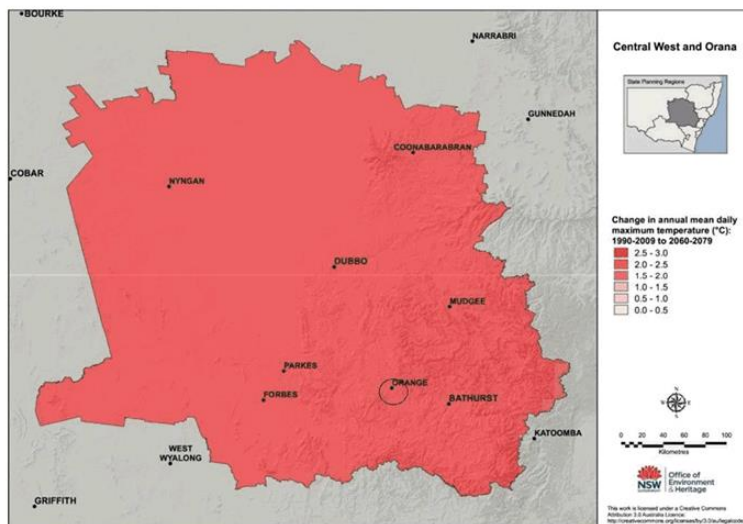 BOURKE
NARRABRI
GUNNEDAH
COONABARABRAN
COBAR
NYNGAN
DUBBO
MUDGEE
PARKES
ORANGE
FORBES
BATHURST
KATOOMBA
WEST
WYALONG
GRIFFITH
Central West and Orana
State Planning Regions
Change in annual mean daily
maximum temperature (°C):
1990-2009 to 2060-2079
2.5 - 3.0
2.0 - 2.5
1.5 - 2.0
1.0 - 1.5
0.5 - 1.0
0.0 - 0.5
N
W E
S
0 20 40 60 80 100
Kilometres
NSW
Office of
Environment
& Heritage
This work is licensed under a Creative Commons
Attribution 3.0 Australia Licence: